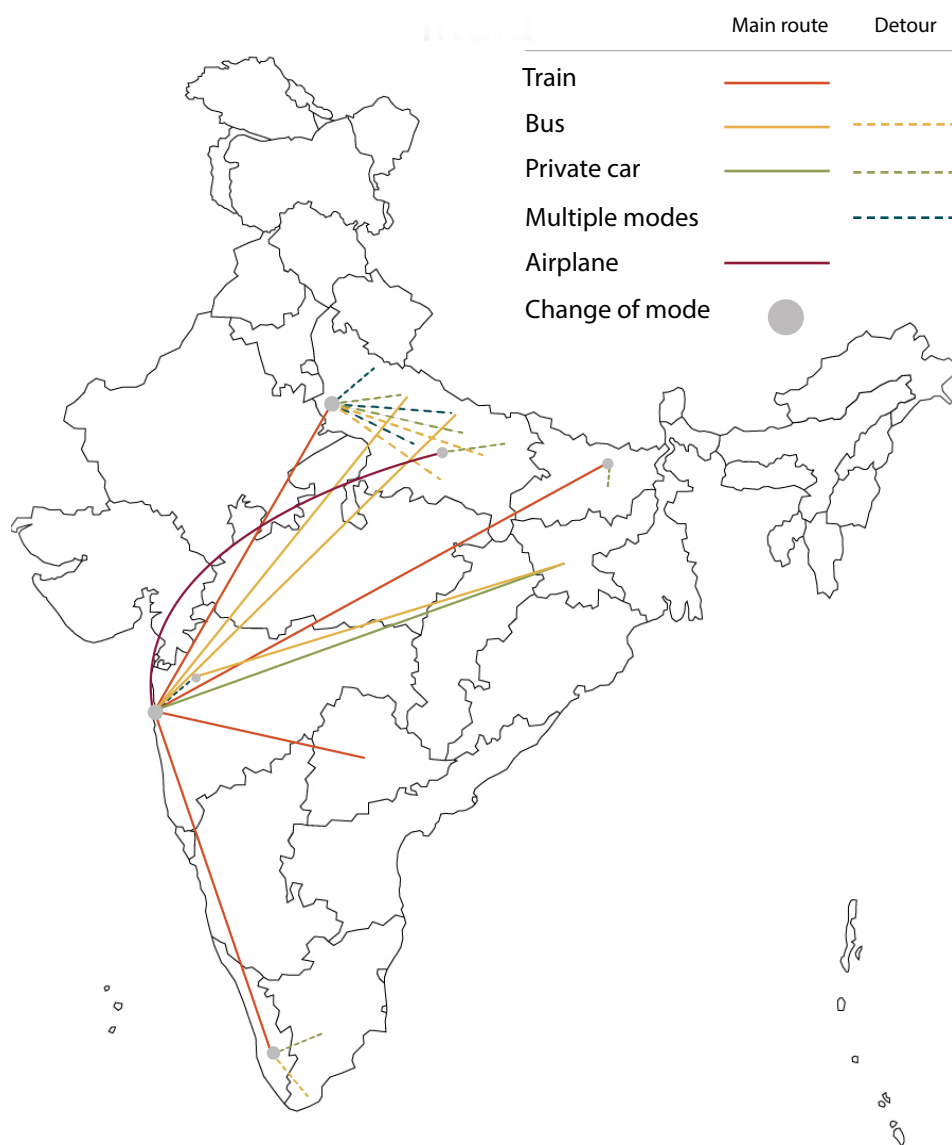 Main route Detour
Train
Bus
Private car
Multiple modes
Airplane
Change of mode